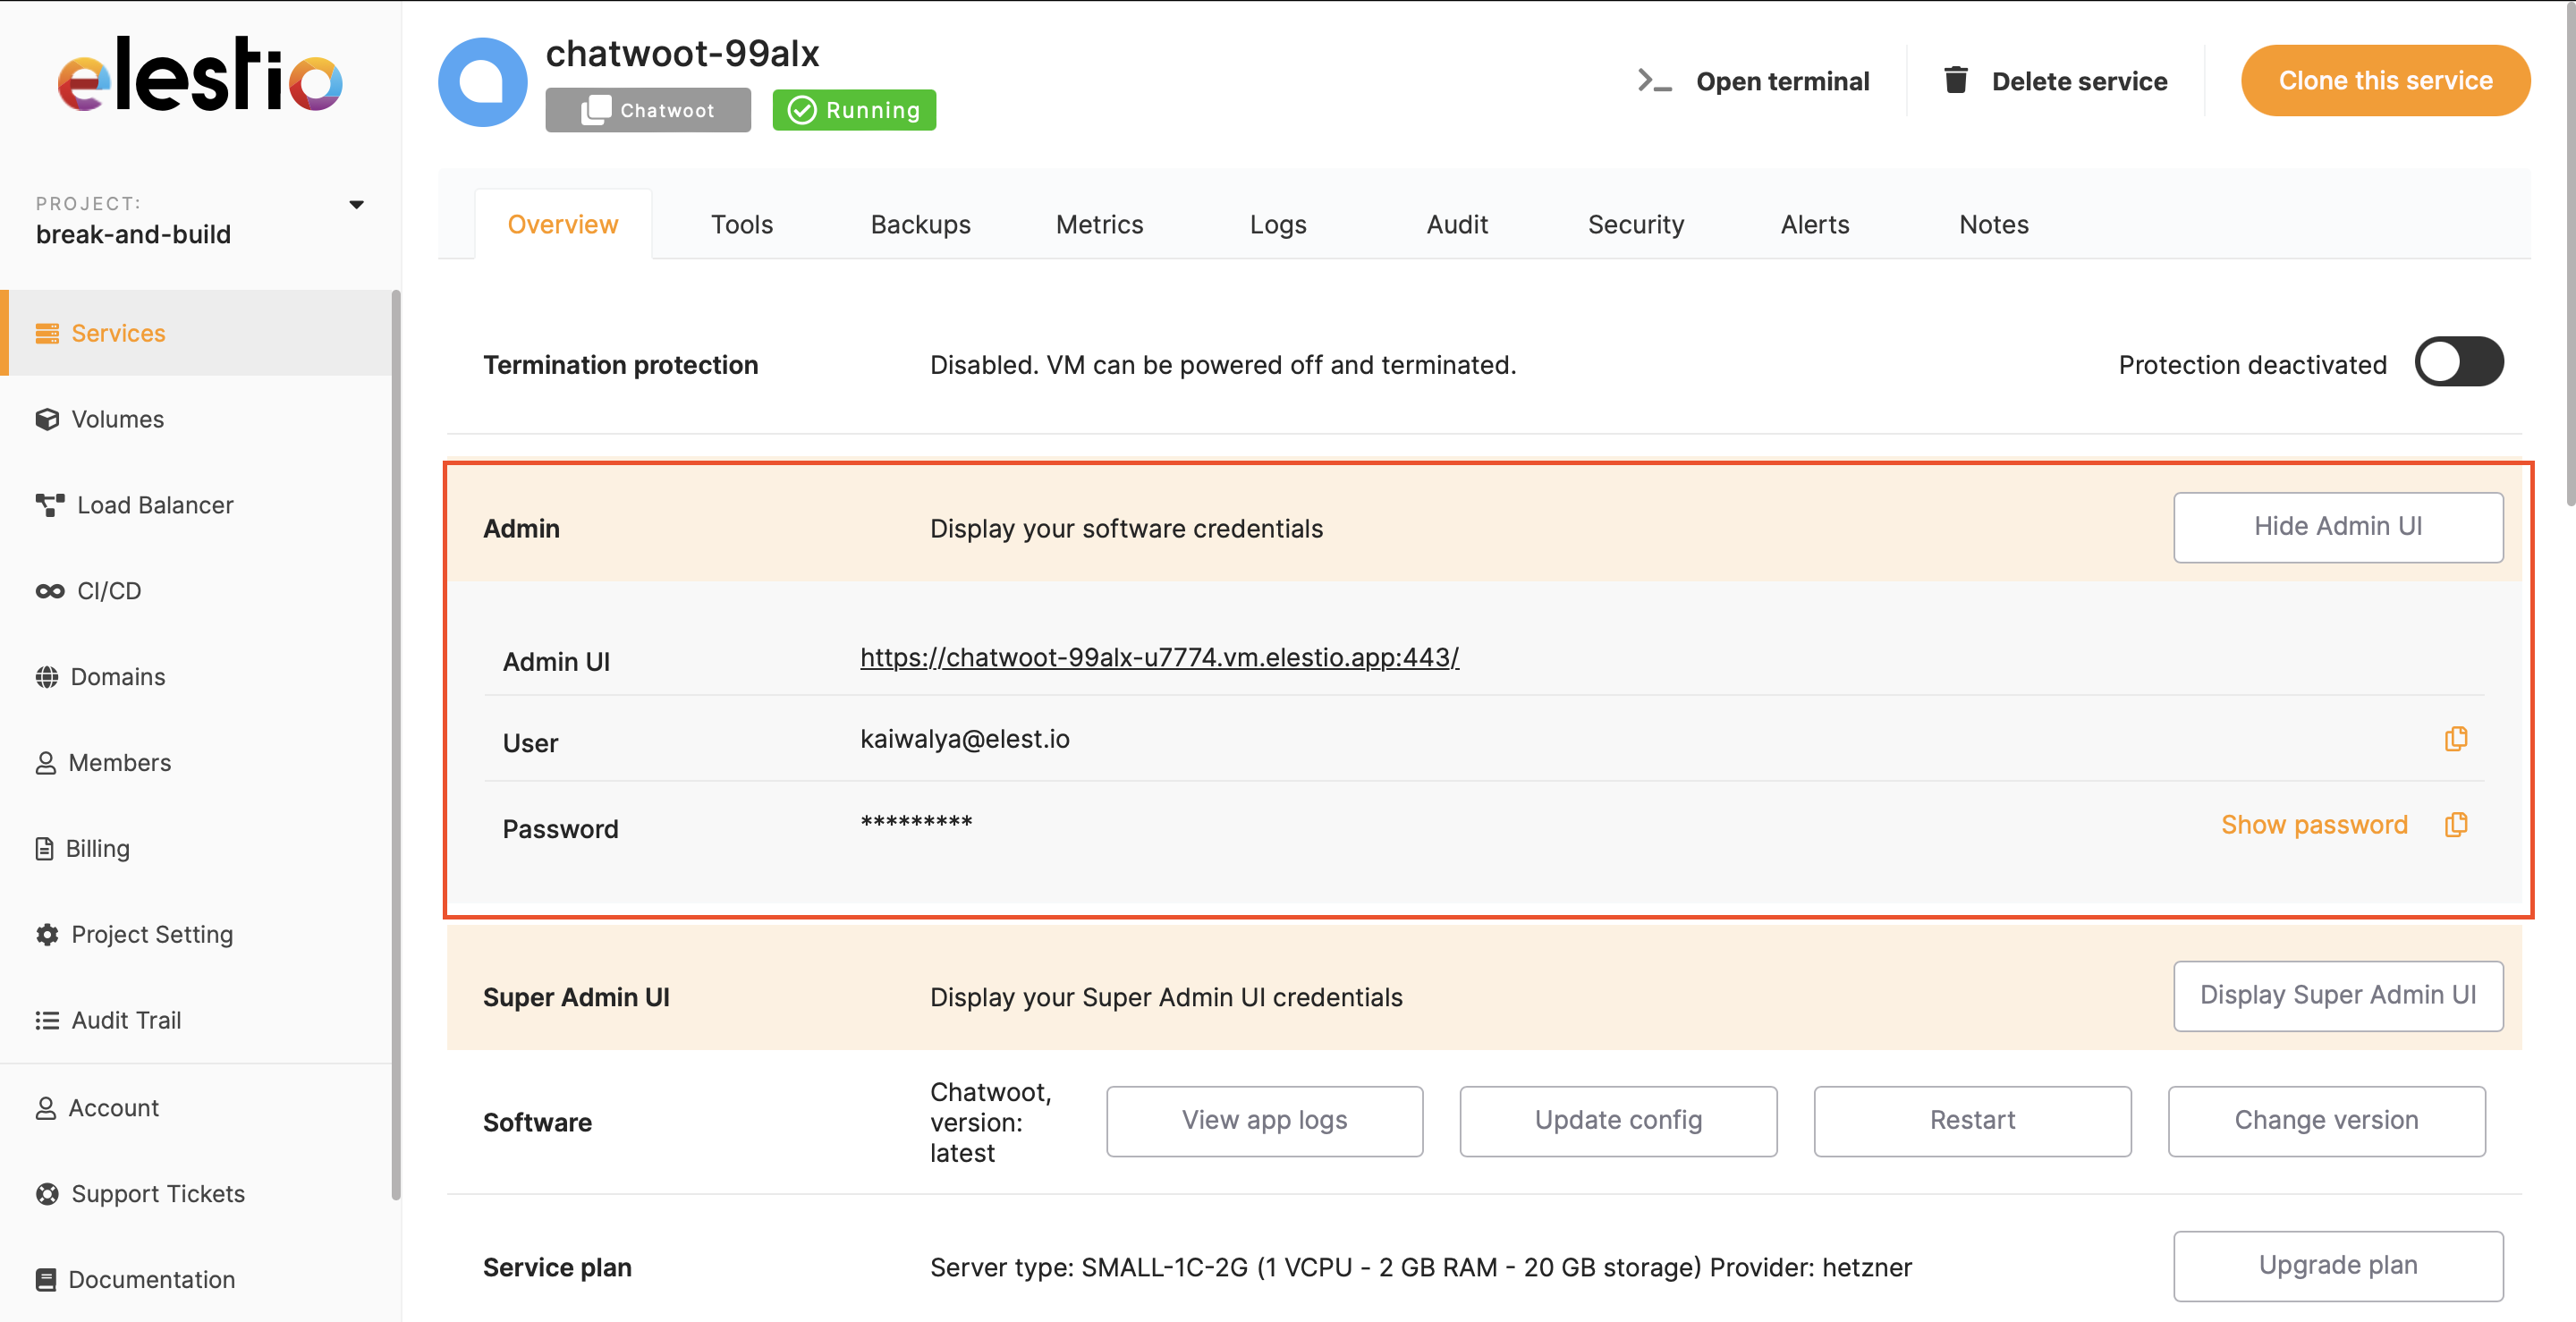 elestio
PROJECT:
break-and-build
Services
Volumes
Load Balancer
CI/CD
Domains
Members
Billing
Project Setting
Audit Trail
Account
Support Tickets
Documentation
chatwoot-99alx
Chatwoot
Running
Open terminal
Delete service
Clone this service
Overview Tools Backups Metrics Logs Audit Security Alerts Notes
Termination protection Disabled. VM can be powered off and terminated. Protection deactivated
Admin Display your software credentials Hide Admin UI
Admin UI https://chatwoot-99alx-u7774.vm.elestio.app:443/
User kaiwalya@elest.io
Password ********* Show password
Super Admin UI Display your Super Admin UI credentials Display Super Admin UI
Software
Chatwoot,
version:
latest
View app logs Update config Restart Change version
Service plan Server type: SMALL-1C-2G (1 VCPU - 2 GB RAM - 20 GB storage) Provider: hetzner Upgrade plan